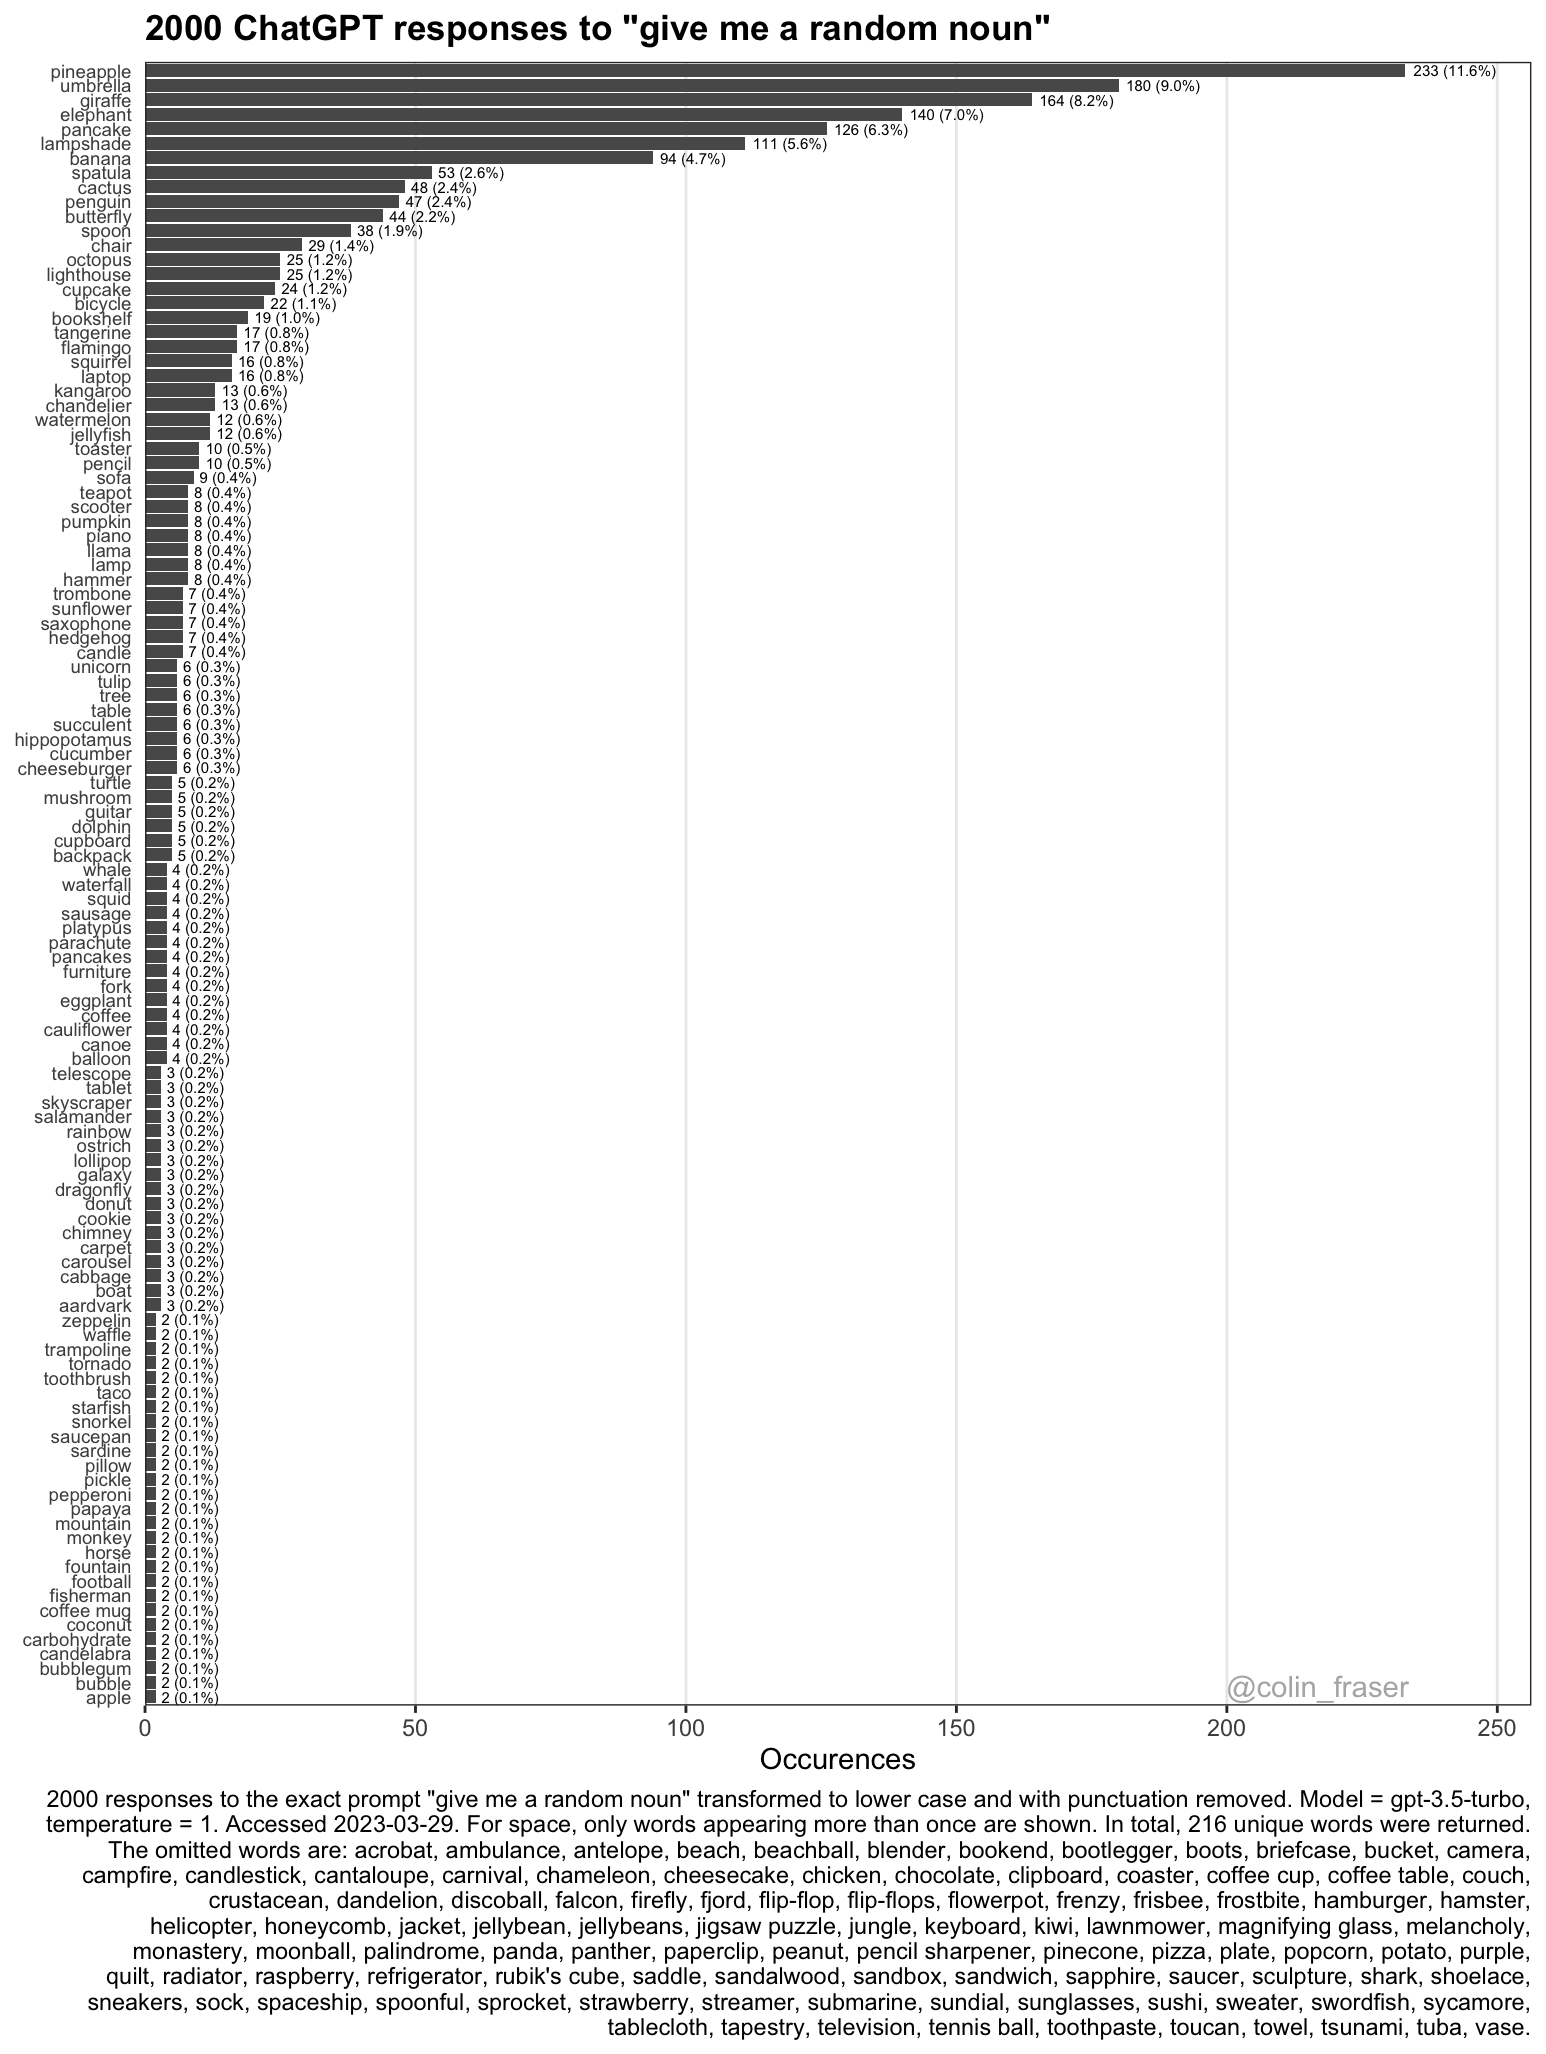 2000 ChatGPT responses to "give me a random noun"
pineapple 233 (11.6%)
umbrella 180 (9.0%)
giraffe 164 (8.2%)
elephant 140 (7.0%)
pancake 126 (6.3%)
lampshade 111 (5.6%)
banana 94 (4.7%)
spatula 53 (2.6%)
cactus 48 (2.4%)
penguin 47 (2.4%)
butterfly 44 (2.2%)
spoon 38 (1.9%)
chair 29 (1.4%)
octopus 25 (1.2%)
lighthouse 25 (1.2%)
cupcake 24 (1.2%)
bicycle 22 (1.1%)
bookshelf 19 (1.0%)
tangerine 17 (0.8%)
flamingo 17 (0.8%)
squirrel 16 (0.8%)
laptop 16 (0.8%)
kangaroo 13 (0.6%)
chandelier 13 (0.6%)
watermelon 12 (0.6%)
jellyfish 12 (0.6%)
toaster 10 (0.5%)
pencil 10 (0.5%)
sofa 9 (0.4%)
teapot 8 (0.4%)
scooter 8 (0.4%)
pumpkin 8 (0.4%)
piano 8 (0.4%)
llama 8 (0.4%)
lamp 8 (0.4%)
hammer 8 (0.4%)
trombone 7 (0.4%)
sunflower 7 (0.4%)
saxophone 7 (0.4%)
hedgehog 7 (0.4%)
candle 7 (0.4%)
unicorn 6 (0.3%)
tulip 6 (0.3%)
tree 6 (0.3%)
table 6 (0.3%)
succulent 6 (0.3%)
hippopotamus 6 (0.3%)
cucumber 6 (0.3%)
cheeseburger 6 (0.3%)
turtle 5 (0.2%)
mushroom 5 (0.2%)
guitar 5 (0.2%)
dolphin 5 (0.2%)
cupboard 5 (0.2%)
backpack 5 (0.2%)
whale 4 (0.2%)
waterfall 4 (0.2%)
squid 4 (0.2%)
sausage 4 (0.2%)
platypus 4 (0.2%)
parachute 4 (0.2%)
pancakes 4 (0.2%)
furniture 4 (0.2%)
fork 4 (0.2%)
eggplant 4 (0.2%)
coffee 4 (0.2%)
cauliflower 4 (0.2%)
canoe 4 (0.2%)
balloon 4 (0.2%)
telescope 3 (0.2%)
tablet 3 (0.2%)
skyscraper 3 (0.2%)
salamander 3 (0.2%)
rainbow 3 (0.2%)
ostrich 3 (0.2%)
lollipop 3 (0.2%)
galaxy 3 (0.2%)
dragonfly 3 (0.2%)
donut 3 (0.2%)
cookie 3 (0.2%)
chimney 3 (0.2%)
carpet 3 (0.2%)
carousel 3 (0.2%)
cabbage 3 (0.2%)
boat 3 (0.2%)
aardvark 3 (0.2%)
zeppelin 2 (0.1%)
waffle 2 (0.1%)
trampoline 2 (0.1%)
tornado 2 (0.1%)
toothbrush 2 (0.1%)
taco 2 (0.1%)
starfish 2 (0.1%)
snorkel 2 (0.1%)
saucepan 2 (0.1%)
sardine 2 (0.1%)
pillow 2 (0.1%)
pickle 2 (0.1%)
pepperoni 2 (0.1%)
papaya 2 (0.1%)
mountain 2 (0.1%)
monkey 2 (0.1%)
horse 2 (0.1%)
fountain 2 (0.1%)
football 2 (0.1%)
fisherman 2 (0.1%)
coffee mug 2 (0.1%)
coconut 2 (0.1%)
carbohydrate 2 (0.1%)
candelabra 2 (0.1%)
bubblegum 2 (0.1%)
bubble 2 (0.1%)
apple 2 (0.1%)
@colin_fraser
0 50 100 150 200 250
Occurences
2000 responses to the exact prompt "give me a random noun" transformed to lower case and with punctuation removed. Model = gpt-3.5-turbo,
temperature = 1. Accessed 2023-03-29. For space, only words appearing more than once are shown. In total, 216 unique words were returned.
The omitted words are: acrobat, ambulance, antelope, beach, beachball, blender, bookend, bootlegger, boots, briefcase, bucket, camera,
campfire, candlestick, cantaloupe, carnival, chameleon, cheesecake, chicken, chocolate, clipboard, coaster, coffee cup, coffee table, couch,
crustacean, dandelion, discoball, falcon, firefly, fjord, flip-flop, flip-flops, flowerpot, frenzy, frisbee, frostbite, hamburger, hamster,
helicopter, honeycomb, jacket, jellybean, jellybeans, jigsaw puzzle, jungle, keyboard, kiwi, lawnmower, magnifying glass, melancholy,
monastery, moonball, palindrome, panda, panther, paperclip, peanut, pencil sharpener, pinecone, pizza, plate, popcorn, potato, purple,
quilt, radiator, raspberry, refrigerator, rubik's cube, saddle, sandalwood, sandbox, sandwich, sapphire, saucer, sculpture, shark, shoelace,
sneakers, sock, spaceship, spoonful, sprocket, strawberry, streamer, submarine, sundial, sunglasses, sushi, sweater, swordfish, sycamore,
tablecloth, tapestry, television, tennis ball, toothpaste, toucan, towel, tsunami, tuba, vase.